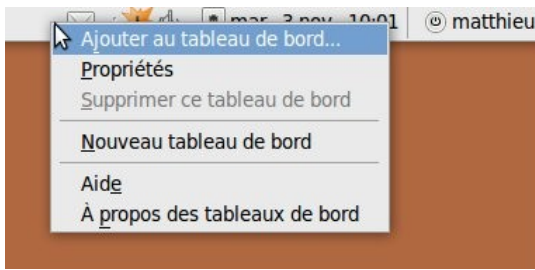 mar. 3 nov. 10:01 matthieu
Ajouter au tableau de bord...
Propriétés
Supprimer ce tableau de bord
Nouveau tableau de bord
Aide
À propos des tableaux de bord